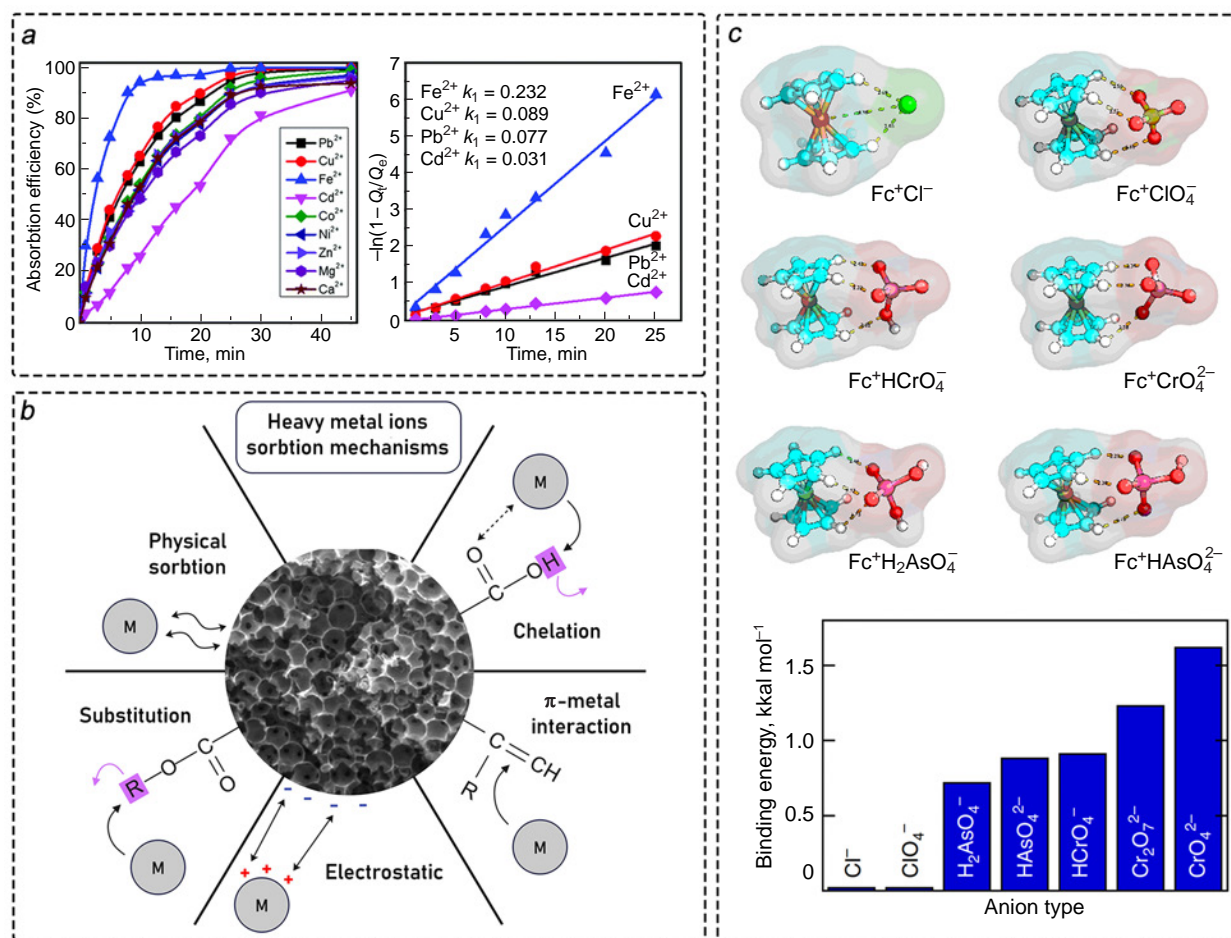 a
Absorbtion efficiency (%)
100
80
60
40
20
0
0
10
20
30
40
Time, min
Pb²⁺
Cu²⁺
Fe²⁺
Cd²⁺
Co²⁺
Ni²⁺
Zn²⁺
Mg²⁺
Ca²⁺
−ln(1 − Qₜ/Qₑ)
7
6
5
4
3
2
1
0
5
10
15
20
25
Time, min
Fe²⁺ k₁ = 0.232
Cu²⁺ k₁ = 0.089
Pb²⁺ k₁ = 0.077
Cd²⁺ k₁ = 0.031
Fe²⁺
Cu²⁺
Pb²⁺
Cd²⁺
b
Heavy metal ions
sorbtion mechanisms
Physical
sorbtion
M
M
O
C
O H
Chelation
π-metal
interaction
C
CH
R
M
Electrostatic
- - - -
+ + +
M
Substitution
R O C
O
M
c
Fc⁺Cl⁻
Fc⁺ClO₄⁻
Fc⁺HCrO₄⁻
Fc⁺CrO₄²⁻
Fc⁺H₂AsO₄⁻
Fc⁺HAsO₄²⁻
Binding energy, kkal mol⁻¹
1.5
1.0
0.5
0
Cl⁻
ClO₄⁻
H₂AsO₄⁻
HAsO₄²⁻
HCrO₄⁻
Cr₂O₇²⁻
CrO₄²⁻
Anion type